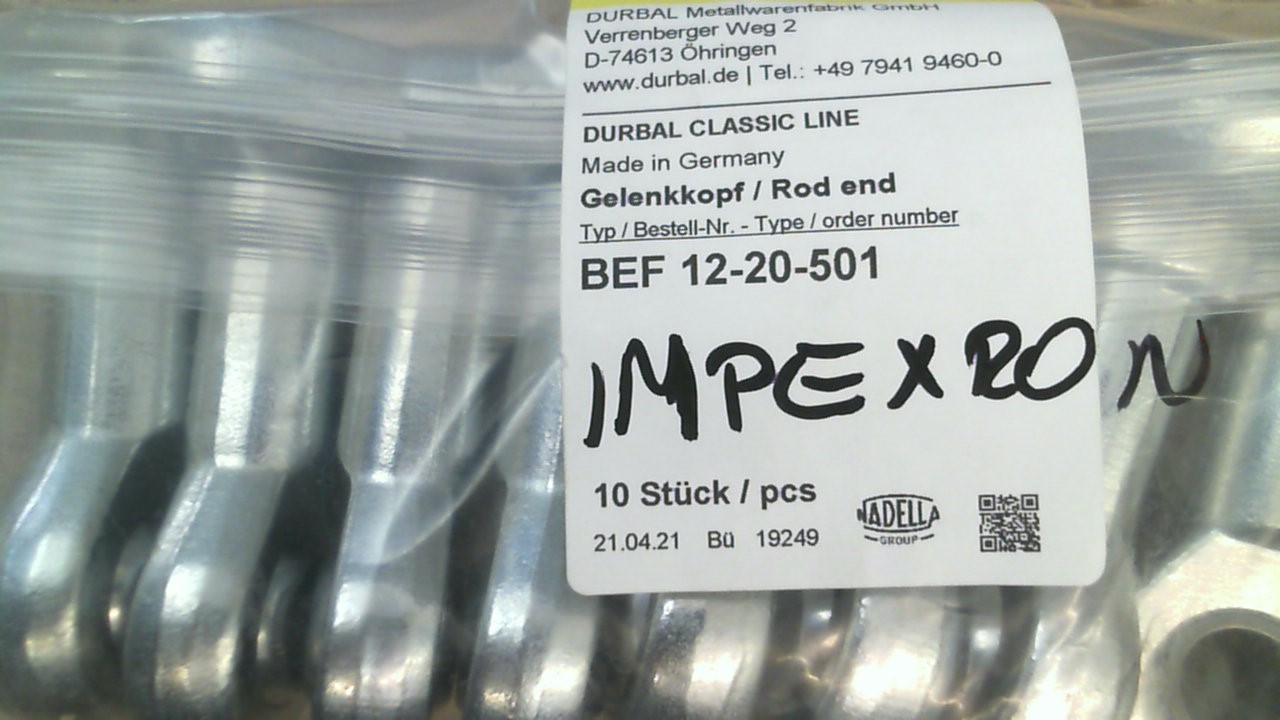 DURBAL Metallwarenfabrik GmbH
Verrenberger Weg 2
D-74613 Öhringen
www.durbal.de | Tel.: +49 7941 9460-0
DURBAL CLASSIC LINE
Made in Germany
Gelenkkopf / Rod end
Typ / Bestell-Nr. - Type / order number
BEF 12-20-501
IMPEXRON
10 Stück / pcs
21.04.21 Bü 19249
NADELLA
GROUP